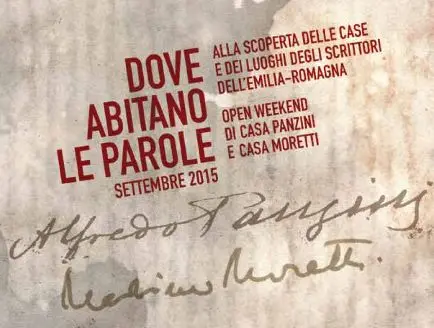 DOVE
ABITANO
LE PAROLE
SETTEMBRE 2015
ALLA SCOPERTA DELLE CASE
E DEI LUOGHI DEGLI SCRITTORI
DELL'EMILIA-ROMAGNA
OPEN WEEKEND
DI CASA PANZINI
E CASA MORETTI
Alfredo Panzini
Marino Moretti.